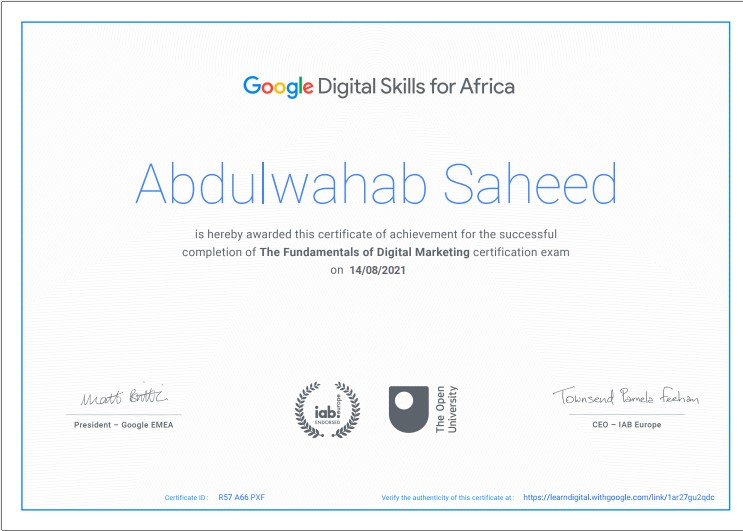 Google Digital Skills for Africa
Abdulwahab Saheed
is hereby awarded this certificate of achievement for the successful
completion of The Fundamentals of Digital Marketing certification exam
on 14/08/2021
Matt Brittin
President – Google EMEA
iab.europe
ENDORSED
The Open
University
Townsend Pamela Feehan
CEO – IAB Europe
Certificate ID : R57 A66 PXF
Verify the authenticity of this certificate at : https://learndigital.withgoogle.com/link/1ar27gu2qdc